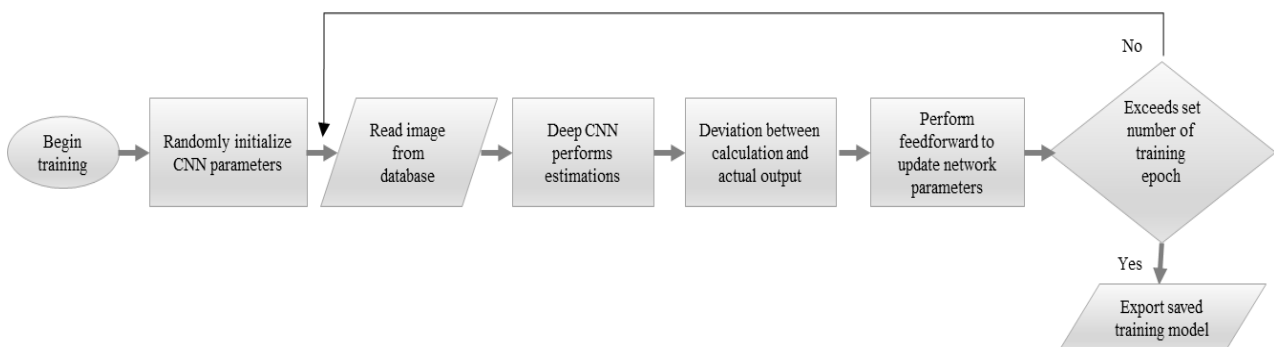 Begin
training
Randomly initialize
CNN parameters
Read image
from
database
Deep CNN
performs
estimations
Deviation between
calculation and
actual output
Perform
feedforward to
update network
parameters
No
Exceeds set
number of
training
epoch
Yes
Export saved
training model